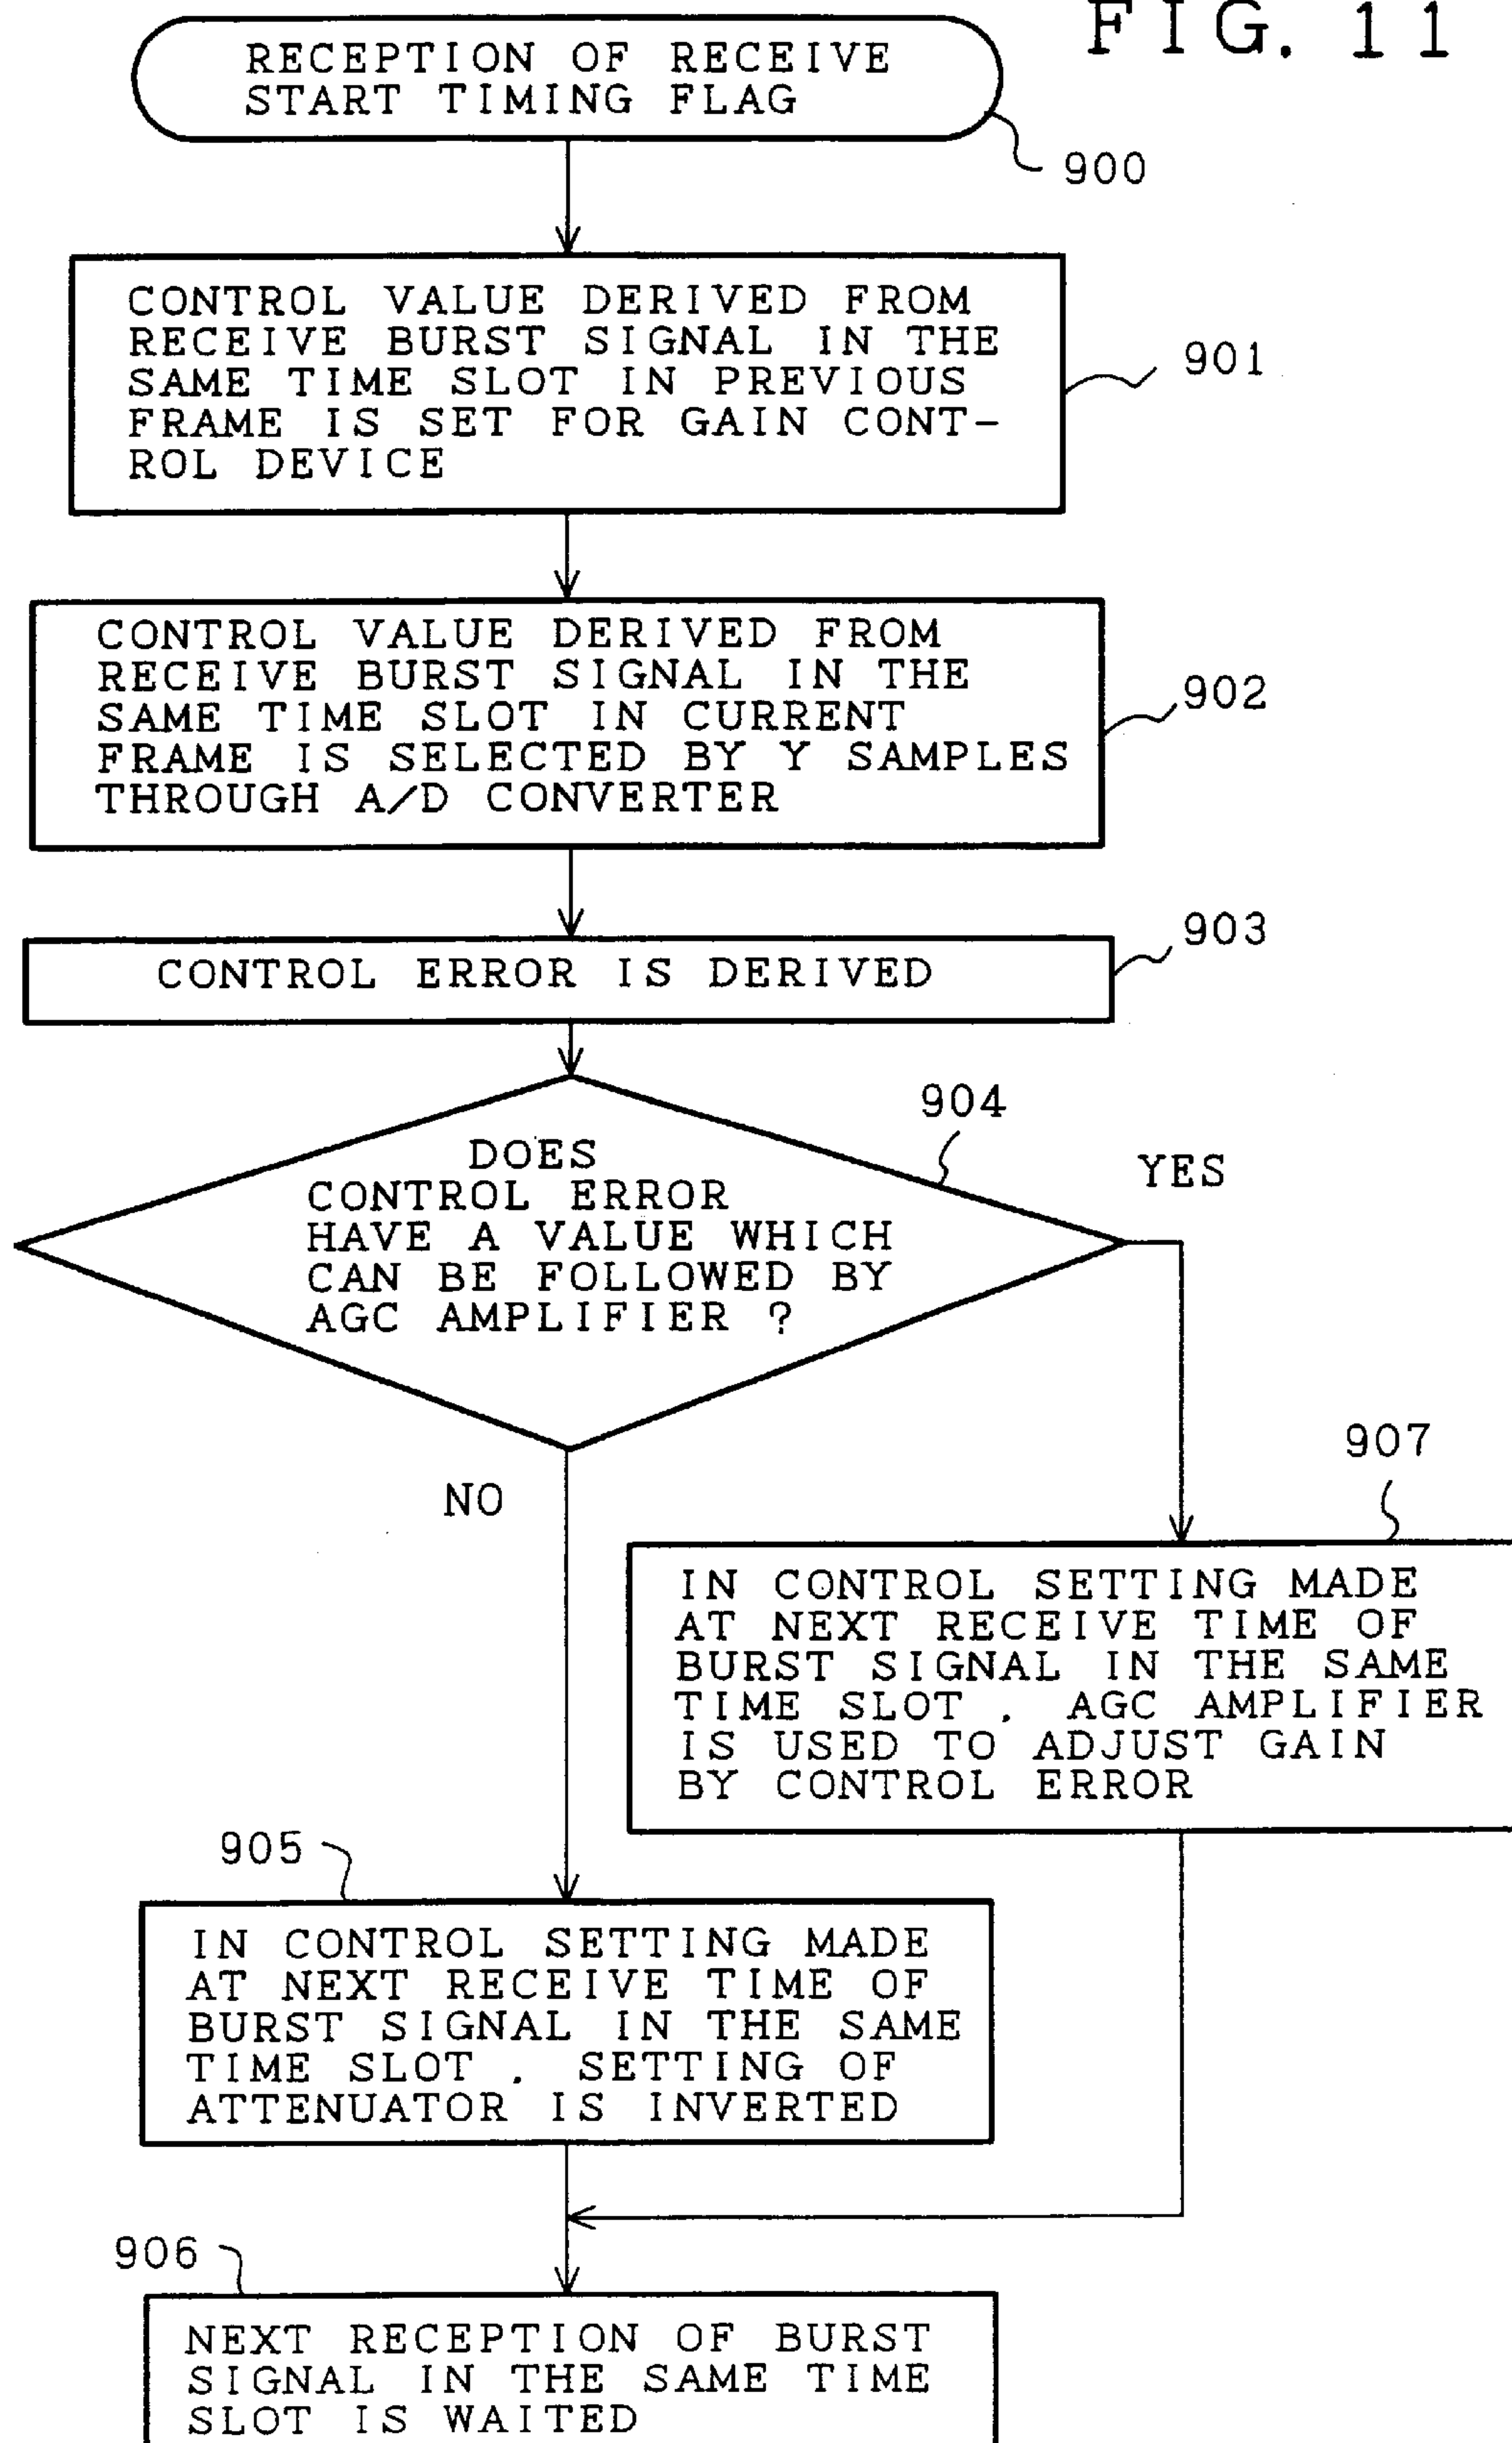 FIG. 11
RECEPTION OF RECEIVE
START TIMING FLAG
900
CONTROL VALUE DERIVED FROM
RECEIVE BURST SIGNAL IN THE
SAME TIME SLOT IN PREVIOUS
FRAME IS SET FOR GAIN CONT-
ROL DEVICE
901
CONTROL VALUE DERIVED FROM
RECEIVE BURST SIGNAL IN THE
SAME TIME SLOT IN CURRENT
FRAME IS SELECTED BY Y SAMPLES
THROUGH A/D CONVERTER
902
CONTROL ERROR IS DERIVED
903
904
DOES
CONTROL ERROR
HAVE A VALUE WHICH
CAN BE FOLLOWED BY
AGC AMPLIFIER ?
YES
NO
907
IN CONTROL SETTING MADE
AT NEXT RECEIVE TIME OF
BURST SIGNAL IN THE SAME
TIME SLOT . AGC AMPLIFIER
IS USED TO ADJUST GAIN
BY CONTROL ERROR
905
IN CONTROL SETTING MADE
AT NEXT RECEIVE TIME OF
BURST SIGNAL IN THE SAME
TIME SLOT . SETTING OF
ATTENUATOR IS INVERTED
906
NEXT RECEPTION OF BURST
SIGNAL IN THE SAME TIME
SLOT IS WAITED